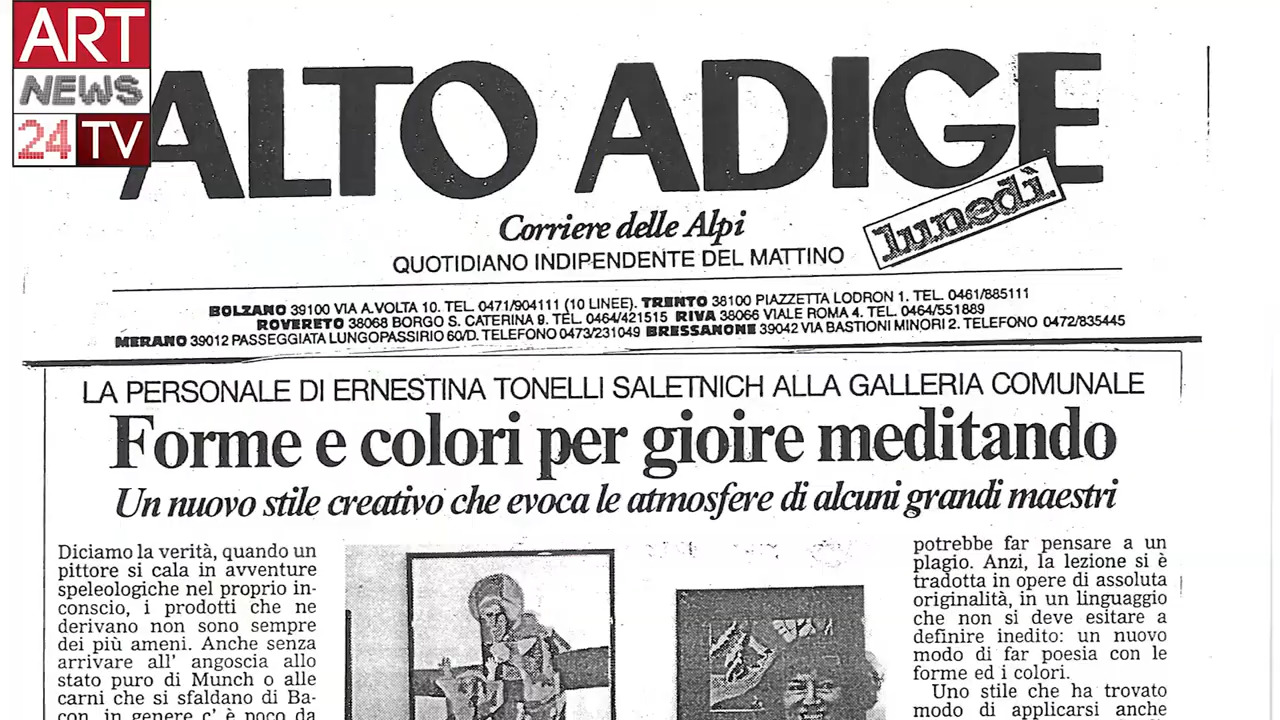 ART
NEWS
24 TV
ALTO ADIGE
lunedì
Corriere delle Alpi
QUOTIDIANO INDIPENDENTE DEL MATTINO
BOLZANO 39100 VIA A.VOLTA 10. TEL. 0471/904111 (10 LINEE). TRENTO 38100 PIAZZETTA LODRON 1. TEL. 0461/885111
ROVERETO 38068 BORGO S. CATERINA 9. TEL. 0464/421515 RIVA 38066 VIALE ROMA 4. TEL. 0464/551889
MERANO 39012 PASSEGGIATA LUNGOPASSIRIO 60/D. TELEFONO 0473/231049 BRESSANONE 39042 VIA BASTIONI MINORI 2. TELEFONO 0472/835445
LA PERSONALE DI ERNESTINA TONELLI SALETNICH ALLA GALLERIA COMUNALE
Forme e colori per gioire meditando
Un nuovo stile creativo che evoca le atmosfere di alcuni grandi maestri
Diciamo la verità, quando un
pittore si cala in avventure
speleologiche nel proprio in-
conscio, i prodotti che ne
derivano non sono sempre
dei più ameni. Anche senza
arrivare all' angoscia allo
stato puro di Munch o alle
carni che si sfaldano di Ba-
con, in genere c' è poco da
potrebbe far pensare a un
plagio. Anzi, la lezione si è
tradotta in opere di assoluta
originalità, in un linguaggio
che non si deve esitare a
definire inedito: un nuovo
modo di far poesia con le
forme ed i colori.
Uno stile che ha trovato
modo di applicarsi anche